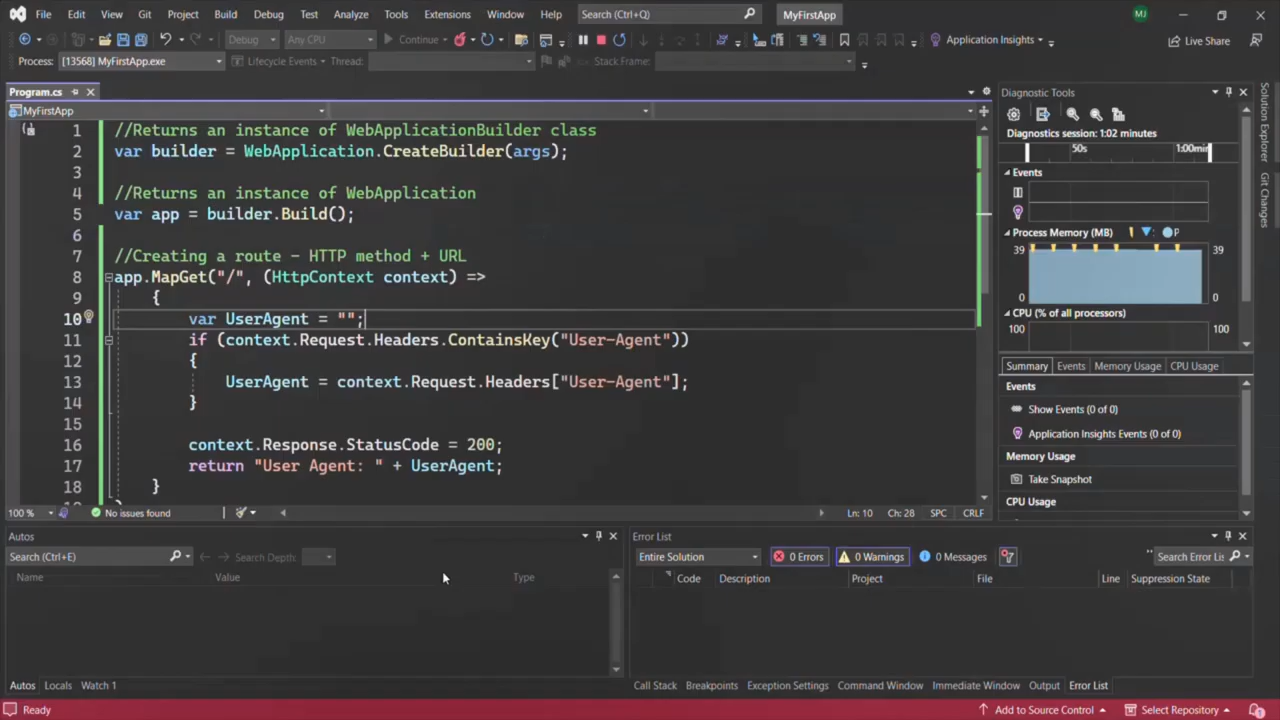 File Edit View Git Project Build Debug Test Analyze Tools Extensions Window Help Search (Ctrl+Q) MyFirstApp MJ
Debug Any CPU Continue Application Insights Live Share
Process: [13568] MyFirstApp.exe Lifecycle Events Thread: Stack Frame:
Program.cs
MyFirstApp
1 //Returns an instance of WebApplicationBuilder class
2 var builder = WebApplication.CreateBuilder(args);
3
4 //Returns an instance of WebApplication
5 var app = builder.Build();
6
7 //Creating a route - HTTP method + URL
8 app.MapGet("/", (HttpContext context) =>
9 {
10 var UserAgent = "";
11 if (context.Request.Headers.ContainsKey("User-Agent"))
12 {
13 UserAgent = context.Request.Headers["User-Agent"];
14 }
15
16 context.Response.StatusCode = 200;
17 return "User Agent: " + UserAgent;
18 }
100 % No issues found Ln: 10 Ch: 28 SPC CRLF
Diagnostic Tools
Diagnostics session: 1:02 minutes
50s 1:00min
Events
Process Memory (MB) P
39 39
0 0
CPU (% of all processors)
100 100
Summary Events Memory Usage CPU Usage
Events
Show Events (0 of 0)
Application Insights Events (0 of 0)
Memory Usage
Take Snapshot
CPU Usage
Solution Explorer
Git Changes
Autos
Search (Ctrl+E) Search Depth:
Name Value Type
Autos Locals Watch 1
Error List
Entire Solution 0 Errors 0 Warnings 0 Messages Search Error Lis
Code Description Project File Line Suppression State
Call Stack Breakpoints Exception Settings Command Window Immediate Window Output Error List
Ready Add to Source Control Select Repository